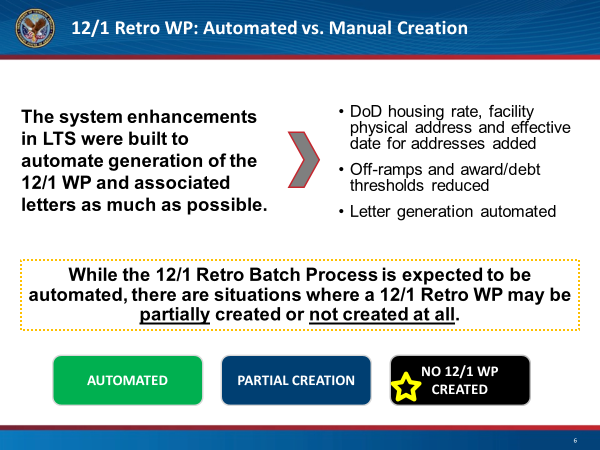 12/1 Retro WP: Automated vs. Manual Creation
The system enhancements
in LTS were built to
automate generation of the
12/1 WP and associated
letters as much as possible.
• DoD housing rate, facility
physical address and effective
date for addresses added
• Off-ramps and award/debt
thresholds reduced
• Letter generation automated
While the 12/1 Retro Batch Process is expected to be
automated, there are situations where a 12/1 Retro WP may be
partially created or not created at all.
AUTOMATED
PARTIAL CREATION
NO 12/1 WP
CREATED
6